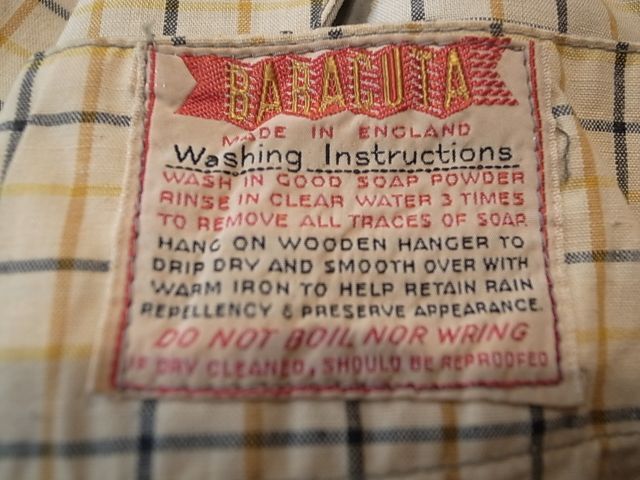 BARACUTA
MADE IN ENGLAND
Washing Instructions
WASH IN GOOD SOAP POWDER
RINSE IN CLEAR WATER 3 TIMES
TO REMOVE ALL TRACES OF SOAP
HANG ON WOODEN HANGER TO
DRIP DRY AND SMOOTH OVER WITH
WARM IRON TO HELP RETAIN RAIN
REPELLENCY & PRESERVE APPEARANCE.
DO NOT BOIL NOR WRING
IF DRY CLEANED, SHOULD BE REPROOFED